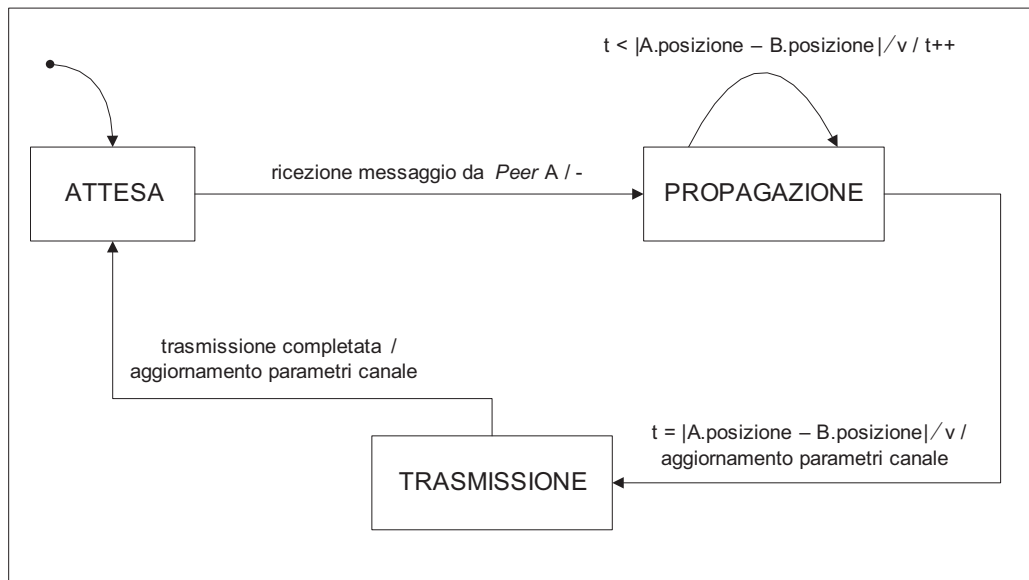 t < |A.posizione – B.posizione| ∕ v / t++
ATTESA
ricezione messaggio da Peer A / -
PROPAGAZIONE
trasmissione completata /
aggiornamento parametri canale
t = |A.posizione – B.posizione| ∕ v /
aggiornamento parametri canale
TRASMISSIONE